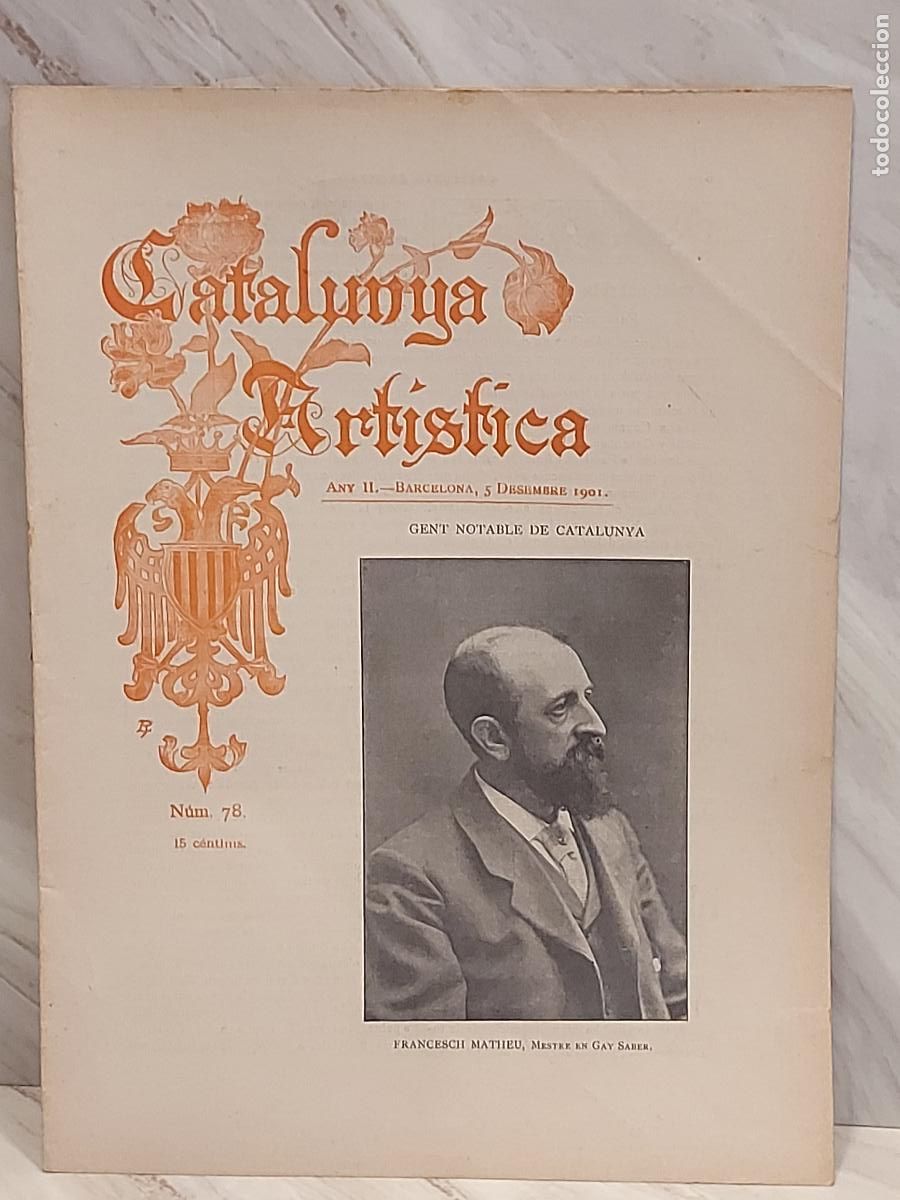 Catalunya
Artistica
Any II.—Barcelona, 5 Desembre 1901.
GENT NOTABLE DE CATALUNYA
Núm. 78.
15 céntims.
FRANCESCH MATHEU, Mestre en Gay Saber.
todocoleccion